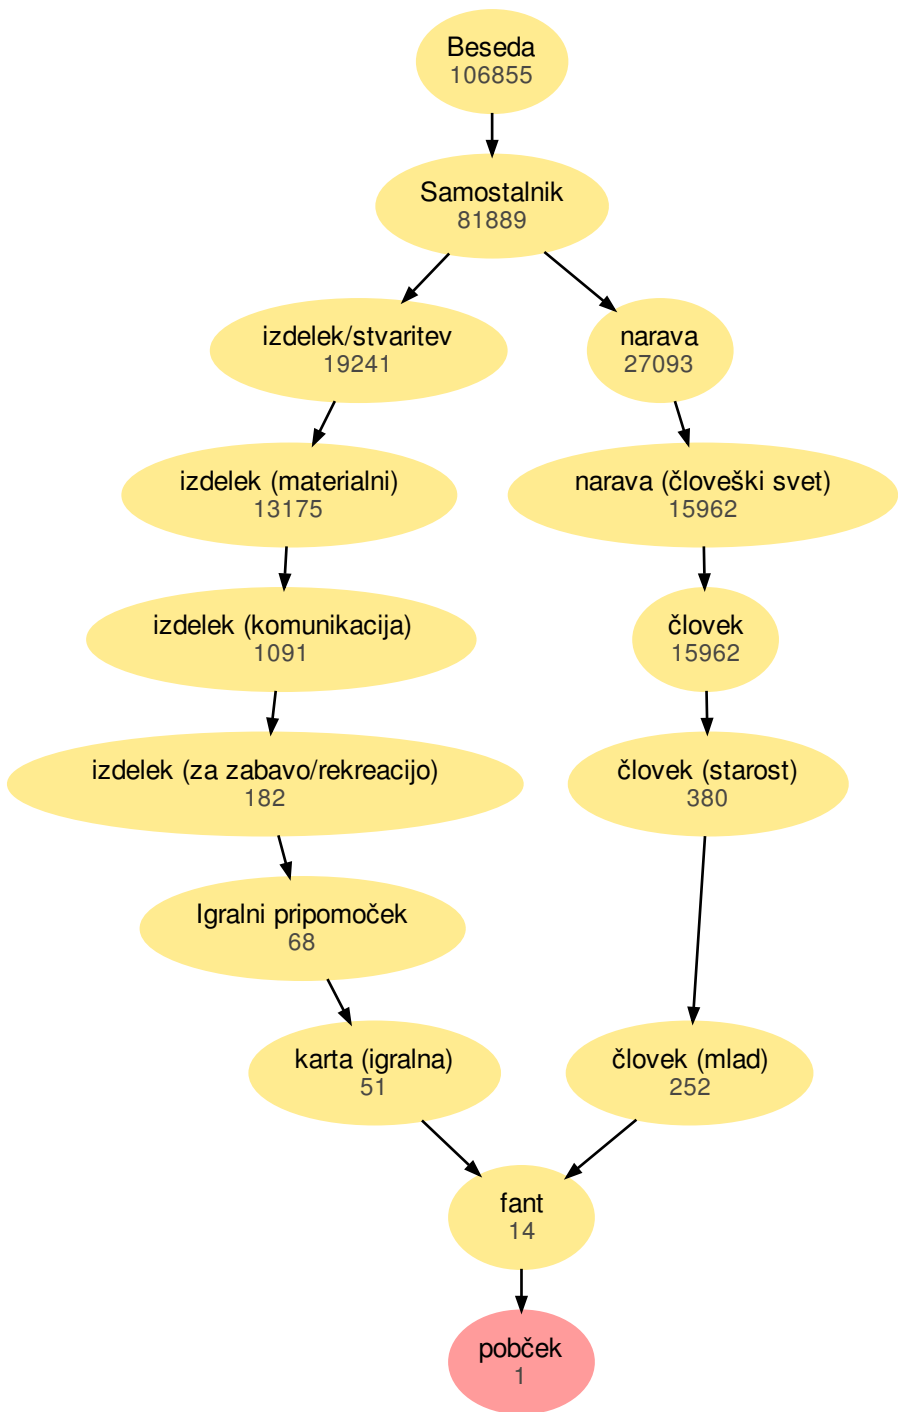 Beseda
106855
Samostalnik
81889
izdelek/stvaritev
19241
narava
27093
izdelek (materialni)
13175
narava (človeški svet)
15962
izdelek (komunikacija)
1091
človek
15962
izdelek (za zabavo/rekreacijo)
182
človek (starost)
380
Igralni pripomoček
68
karta (igralna)
51
človek (mlad)
252
fant
14
pobček
1